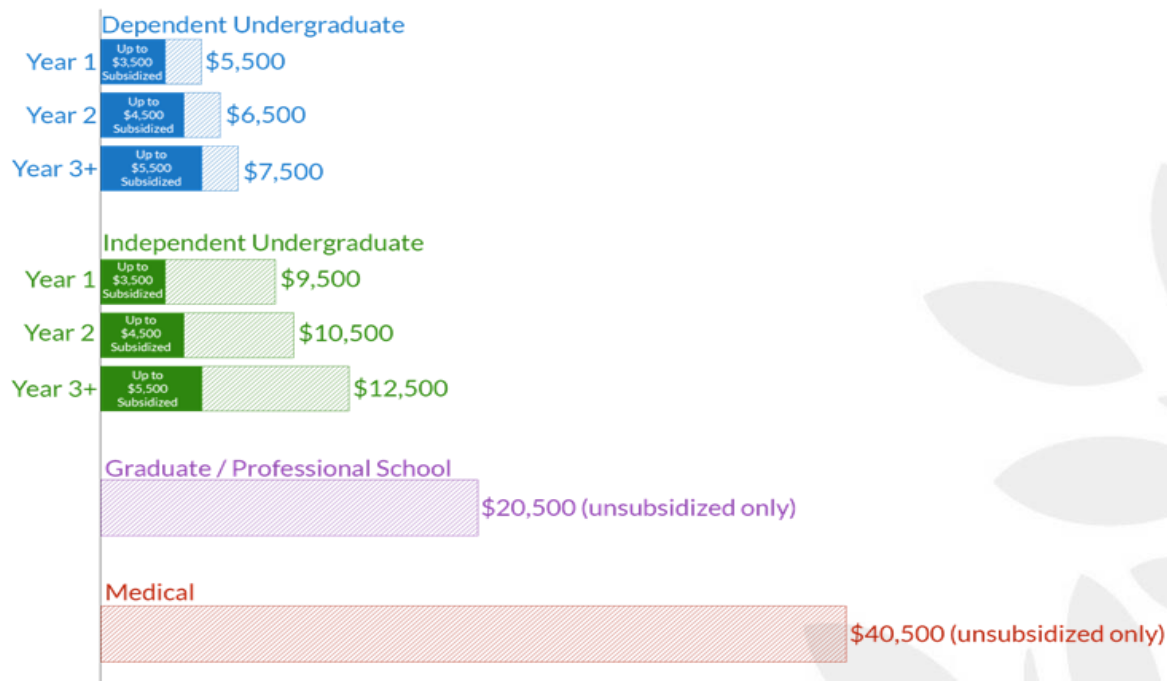 Dependent Undergraduate
Year 1
Up to
$3,500
Subsidized
$5,500
Year 2
Up to
$4,500
Subsidized
$6,500
Year 3+
Up to
$5,500
Subsidized
$7,500
Independent Undergraduate
Year 1
Up to
$3,500
Subsidized
$9,500
Year 2
Up to
$4,500
Subsidized
$10,500
Year 3+
Up to
$5,500
Subsidized
$12,500
Graduate / Professional School
$20,500 (unsubsidized only)
Medical
$40,500 (unsubsidized only)